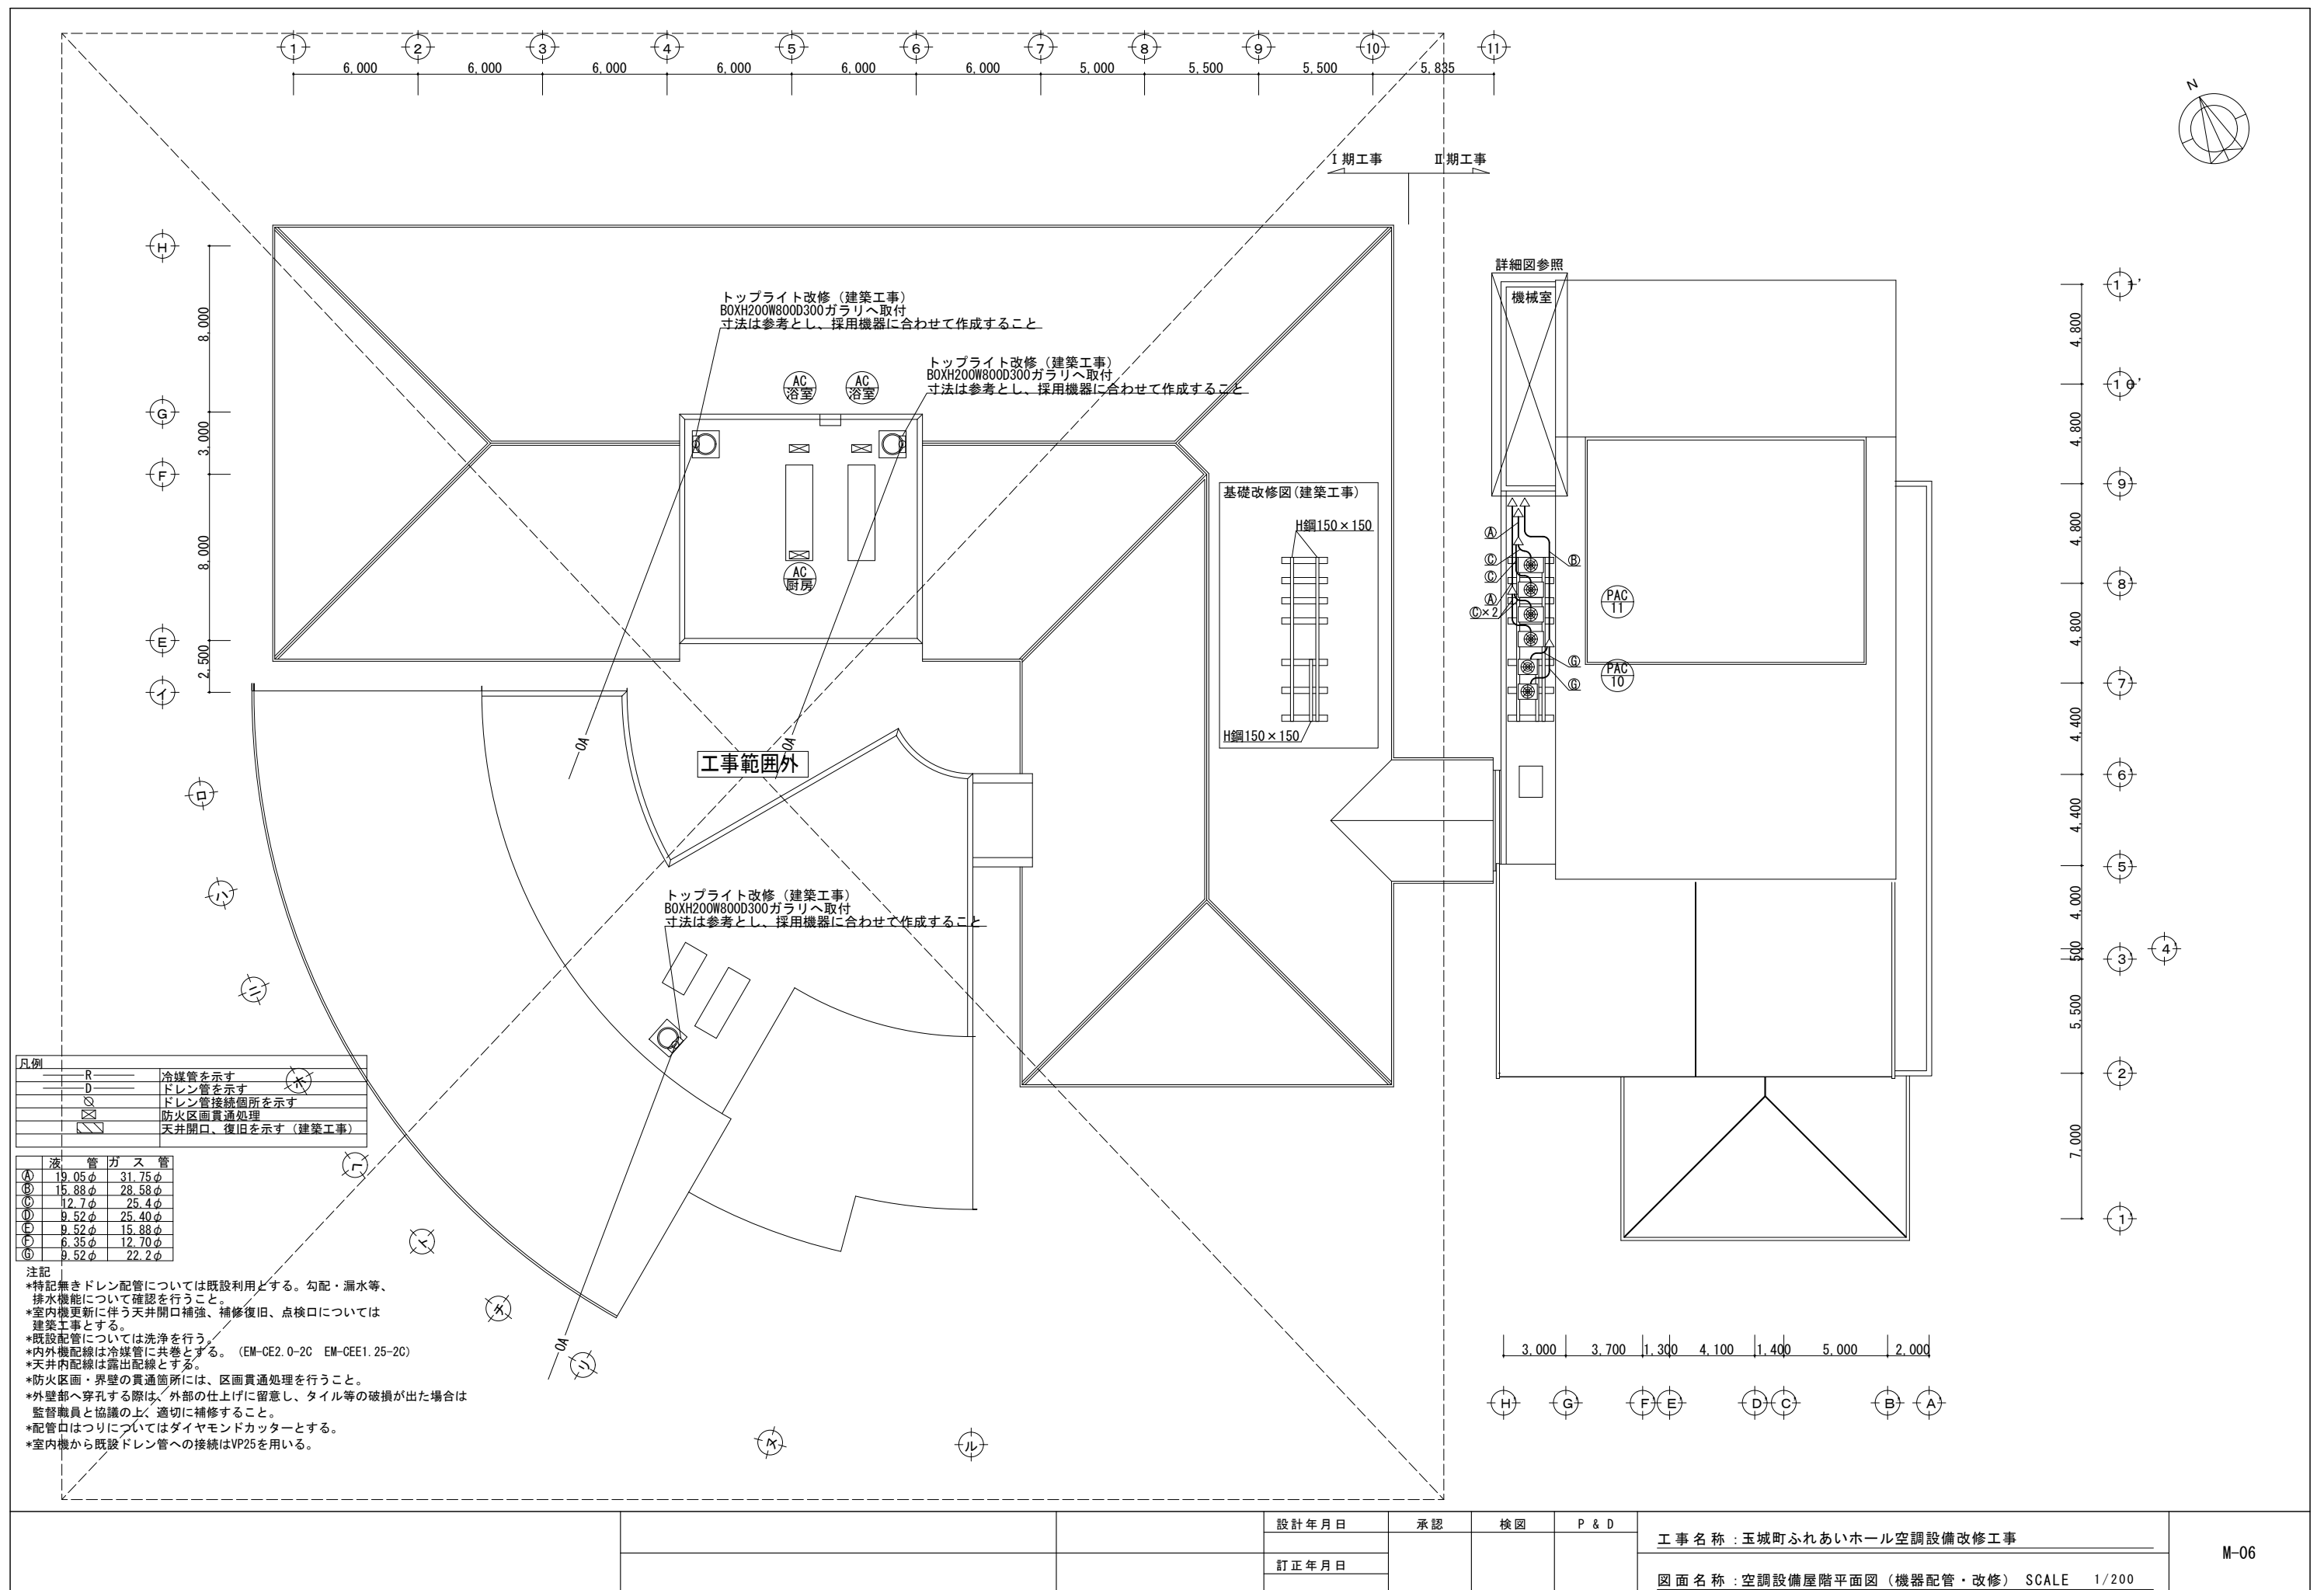 1 2 3 4 5 6 7 8 9 10 11
6,000 6,000 6,000 6,000 6,000 6,000 5,000 5,500 5,500 5,835
N
Ⅰ期工事 Ⅱ期工事
H
8,000
G
3,000
F
8,000
E
2,500
イ
ロ
ハ
ニ
ホ
ヘ
ト
チ
リ
ヌ
ル
トップライト改修（建築工事）
BOXH200W800D300ガラリへ取付
寸法は参考とし、採用機器に合わせて作成すること
トップライト改修（建築工事）
BOXH200W800D300ガラリへ取付
寸法は参考とし、採用機器に合わせて作成すること
AC
浴室
AC
浴室
AC
厨房
OA
OA
工事範囲外
トップライト改修（建築工事）
BOXH200W800D300ガラリへ取付
寸法は参考とし、採用機器に合わせて作成すること
OA
基礎改修図(建築工事)
H鋼150×150
H鋼150×150
詳細図参照
機械室
Ⓐ
Ⓑ
Ⓒ
Ⓒ
Ⓐ
Ⓒ×2
Ⓖ
Ⓖ
PAC
11
PAC
10
11'
4,800
10'
4,800
9
4,800
8
4,800
7
4,400
6
4,400
5
4,000
4
500
3
5,500
2
7,000
1
3,000 3,700 1,300 4,100 1,400 5,000 2,000
H G F E D C B A
凡例
R 冷媒管を示す
D ドレン管を示す
ドレン管接続個所を示す
防火区画貫通処理
天井開口、復旧を示す（建築工事）
液 管 ガ ス 管
Ⓐ 19.05φ 31.75φ
Ⓑ 15.88φ 28.58φ
Ⓒ 12.7φ 25.4φ
Ⓓ 9.52φ 25.40φ
Ⓔ 9.52φ 15.88φ
Ⓕ 6.35φ 12.70φ
Ⓖ 9.52φ 22.2φ
注記
*特記無きドレン配管については既設利用とする。勾配・漏水等、
排水機能について確認を行うこと。
*室内機更新に伴う天井開口補強、補修復旧、点検口については
建築工事とする。
*既設配管については洗浄を行う。
*内外機配線は冷媒管に共巻とする。（EM-CE2.0-2C EM-CEE1.25-2C）
*天井内配線は露出配線とする。
*防火区画・界壁の貫通箇所には、区画貫通処理を行うこと。
*外壁部へ穿孔する際は、外部の仕上げに留意し、タイル等の破損が出た場合は
監督職員と協議の上、適切に補修すること。
*配管口はつりについてはダイヤモンドカッターとする。
*室内機から既設ドレン管への接続はVP25を用いる。
設計年月日 承認 検図 P & D
訂正年月日
工事名称：玉城町ふれあいホール空調設備改修工事
図面名称：空調設備屋階平面図（機器配管・改修） SCALE 1/200
M-06